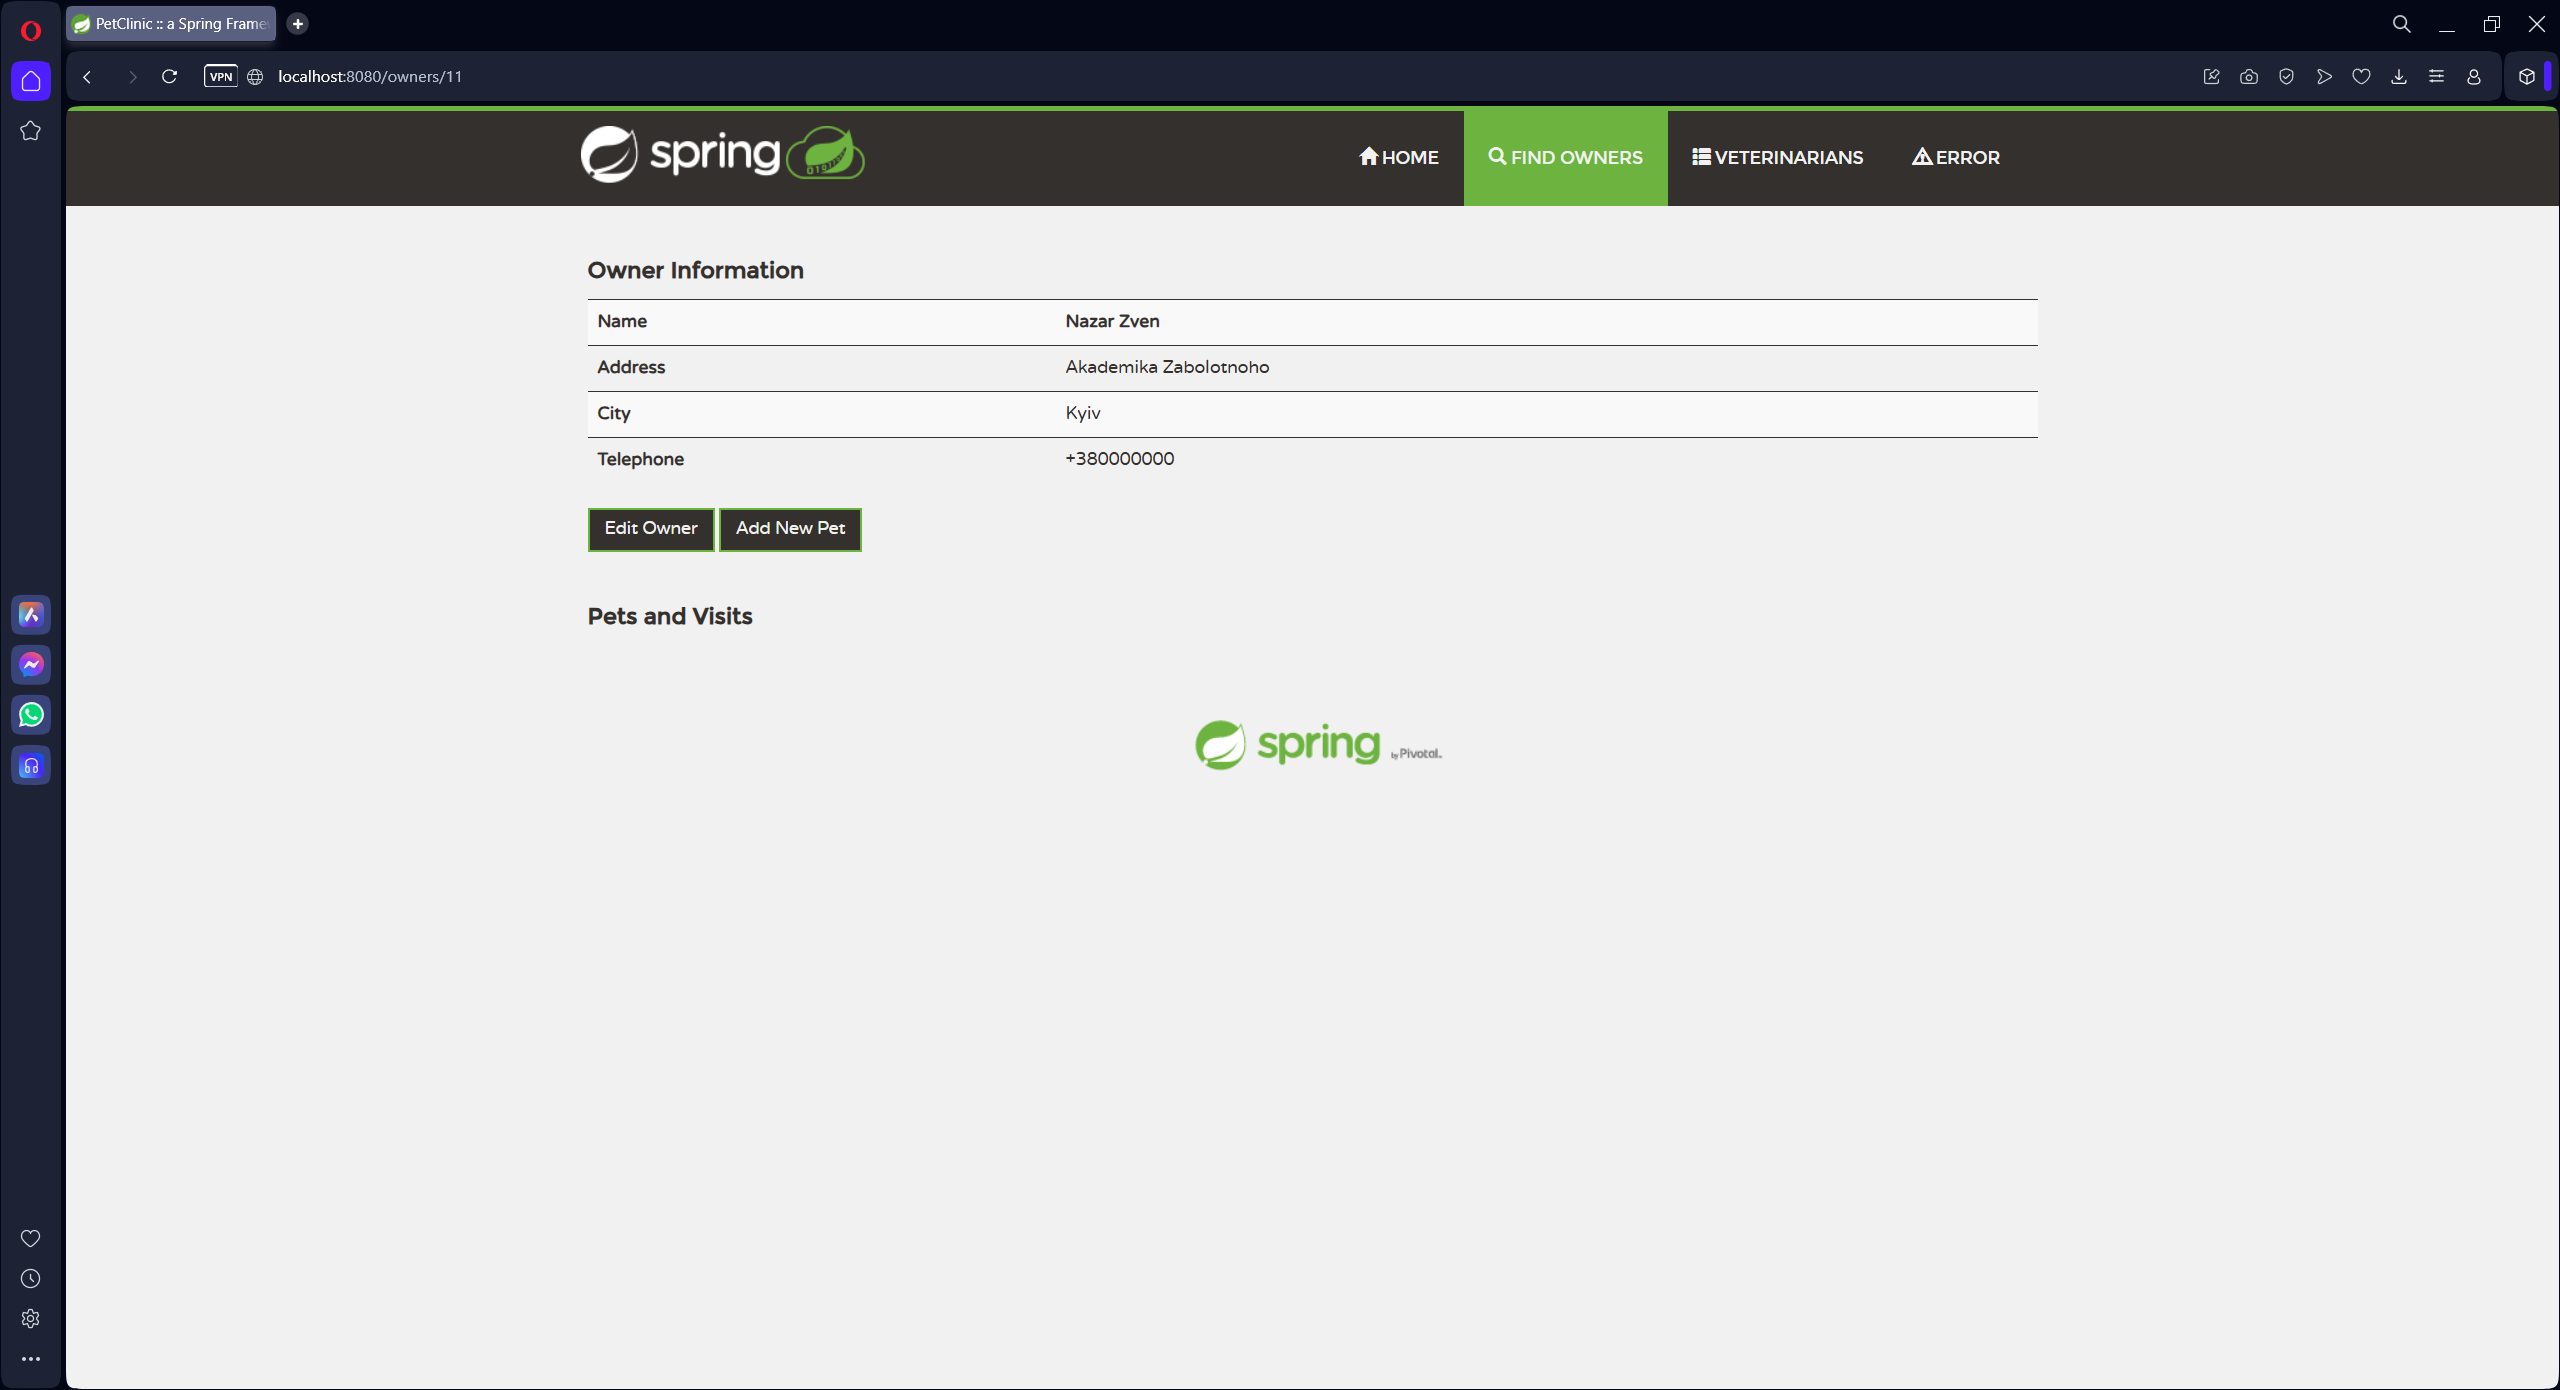 PetClinic :: a Spring Frame
VPN localhost:8080/owners/11
spring
HOME FIND OWNERS VETERINARIANS ERROR
Owner Information
Name Nazar Zven
Address Akademika Zabolotnoho
City Kyiv
Telephone +380000000
Edit Owner Add New Pet
Pets and Visits
spring by Pivotal